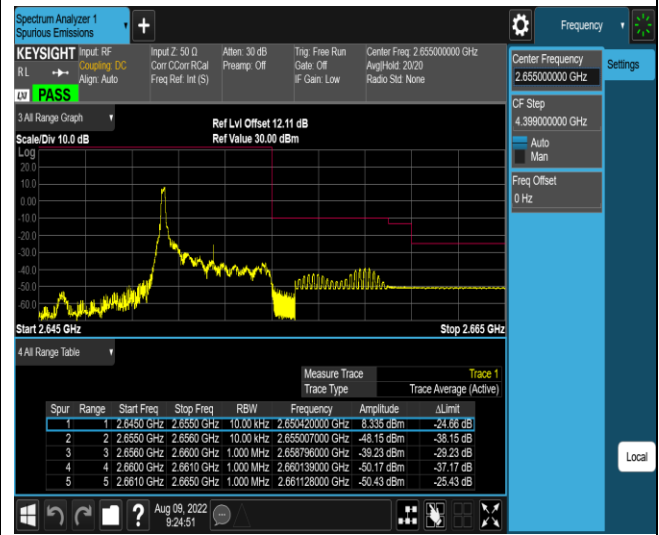 Spectrum Analyzer 1
Spurious Emissions
+
Frequency
KEYSIGHT Input: RF Input Z: 50 Ω Atten: 30 dB Trig: Free Run Center Freq: 2.655000000 GHz
RL Coupling: DC Corr CCorr RCal Preamp: Off Gate: Off Avg|Hold: 20/20
Align: Auto Freq Ref: Int (S) IF Gain: Low Radio Std: None
LXI PASS
Center Frequency
2.655000000 GHz
Settings
CF Step
4.399000000 GHz
Auto
Man
Freq Offset
0 Hz
3 All Range Graph
Ref Lvl Offset 12.11 dB
Scale/Div 10.0 dB Ref Value 30.00 dBm
Log
20.0
10.0
0.00
-10.0
-20.0
-30.0
-40.0
-50.0
-60.0
Start 2.645 GHz Stop 2.665 GHz
4 All Range Table
Measure Trace Trace 1
Trace Type Trace Average (Active)
Spur Range Start Freq Stop Freq RBW Frequency Amplitude ΔLimit
1 1 2.6450 GHz 2.6550 GHz 10.00 kHz 2.650420000 GHz 8.335 dBm -24.66 dB
2 2 2.6550 GHz 2.6560 GHz 10.00 kHz 2.655007000 GHz -48.15 dBm -38.15 dB
3 3 2.6560 GHz 2.6600 GHz 1.000 MHz 2.658796000 GHz -39.23 dBm -29.23 dB
4 4 2.6600 GHz 2.6610 GHz 1.000 MHz 2.660139000 GHz -50.17 dBm -37.17 dB
5 5 2.6610 GHz 2.6650 GHz 1.000 MHz 2.661128000 GHz -50.43 dBm -25.43 dB
Local
? Aug 09, 2022
9:24:51